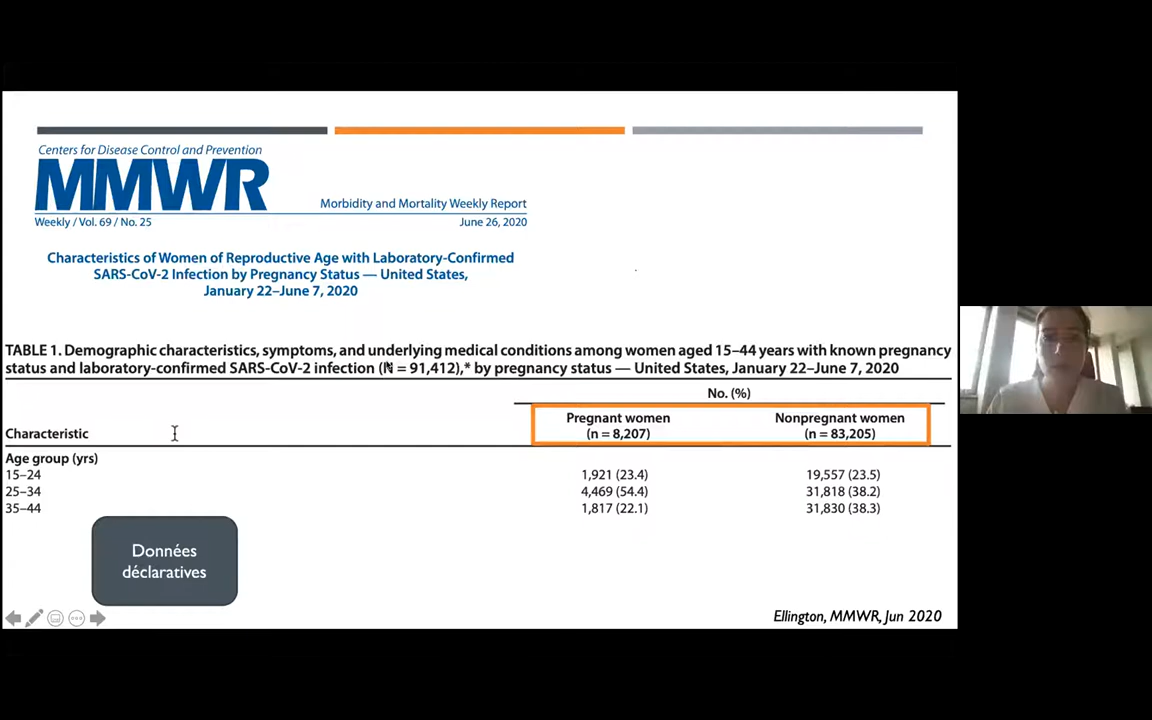 Centers for Disease Control and Prevention
MMWR
Morbidity and Mortality Weekly Report
Weekly / Vol. 69 / No. 25
June 26, 2020
Characteristics of Women of Reproductive Age with Laboratory-Confirmed
SARS-CoV-2 Infection by Pregnancy Status — United States,
January 22–June 7, 2020
TABLE 1. Demographic characteristics, symptoms, and underlying medical conditions among women aged 15–44 years with known pregnancy
status and laboratory-confirmed SARS-CoV-2 infection (N = 91,412),* by pregnancy status — United States, January 22–June 7, 2020
No. (%)
Pregnant women Nonpregnant women
Characteristic (n = 8,207) (n = 83,205)
Age group (yrs)
15–24 1,921 (23.4) 19,557 (23.5)
25–34 4,469 (54.4) 31,818 (38.2)
35–44 1,817 (22.1) 31,830 (38.3)
Données
déclaratives
Ellington, MMWR, Jun 2020